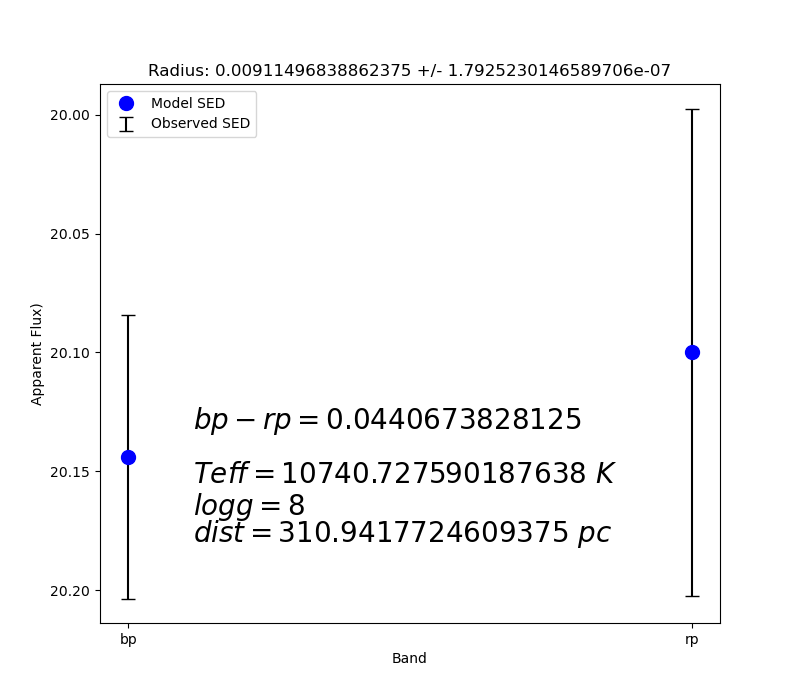 Radius: 0.00911496838862375 +/- 1.7925230146589706e-07
Model SED
Observed SED
20.00
20.05
20.10
20.15
20.20
Apparent Flux)
bp − rp = 0.0440673828125
Teff = 10740.727590187638 K
logg = 8
dist = 310.9417724609375 pc
bp
rp
Band